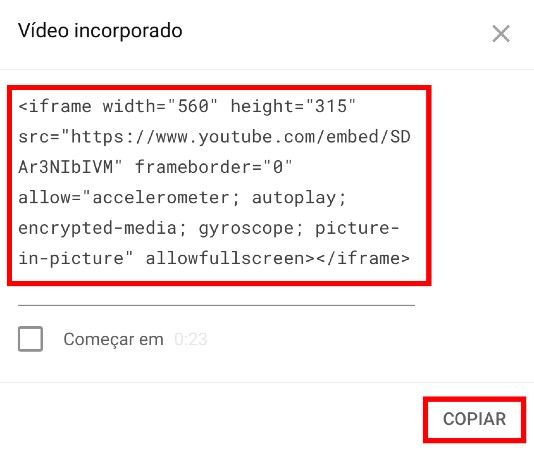 Vídeo incorporado
<iframe width="560" height="315"
src="https://www.youtube.com/embed/SD
Ar3NIbIVM" frameborder="0"
allow="accelerometer; autoplay;
encrypted-media; gyroscope; picture-
in-picture" allowfullscreen></iframe>
Começar em 0:23
COPIAR